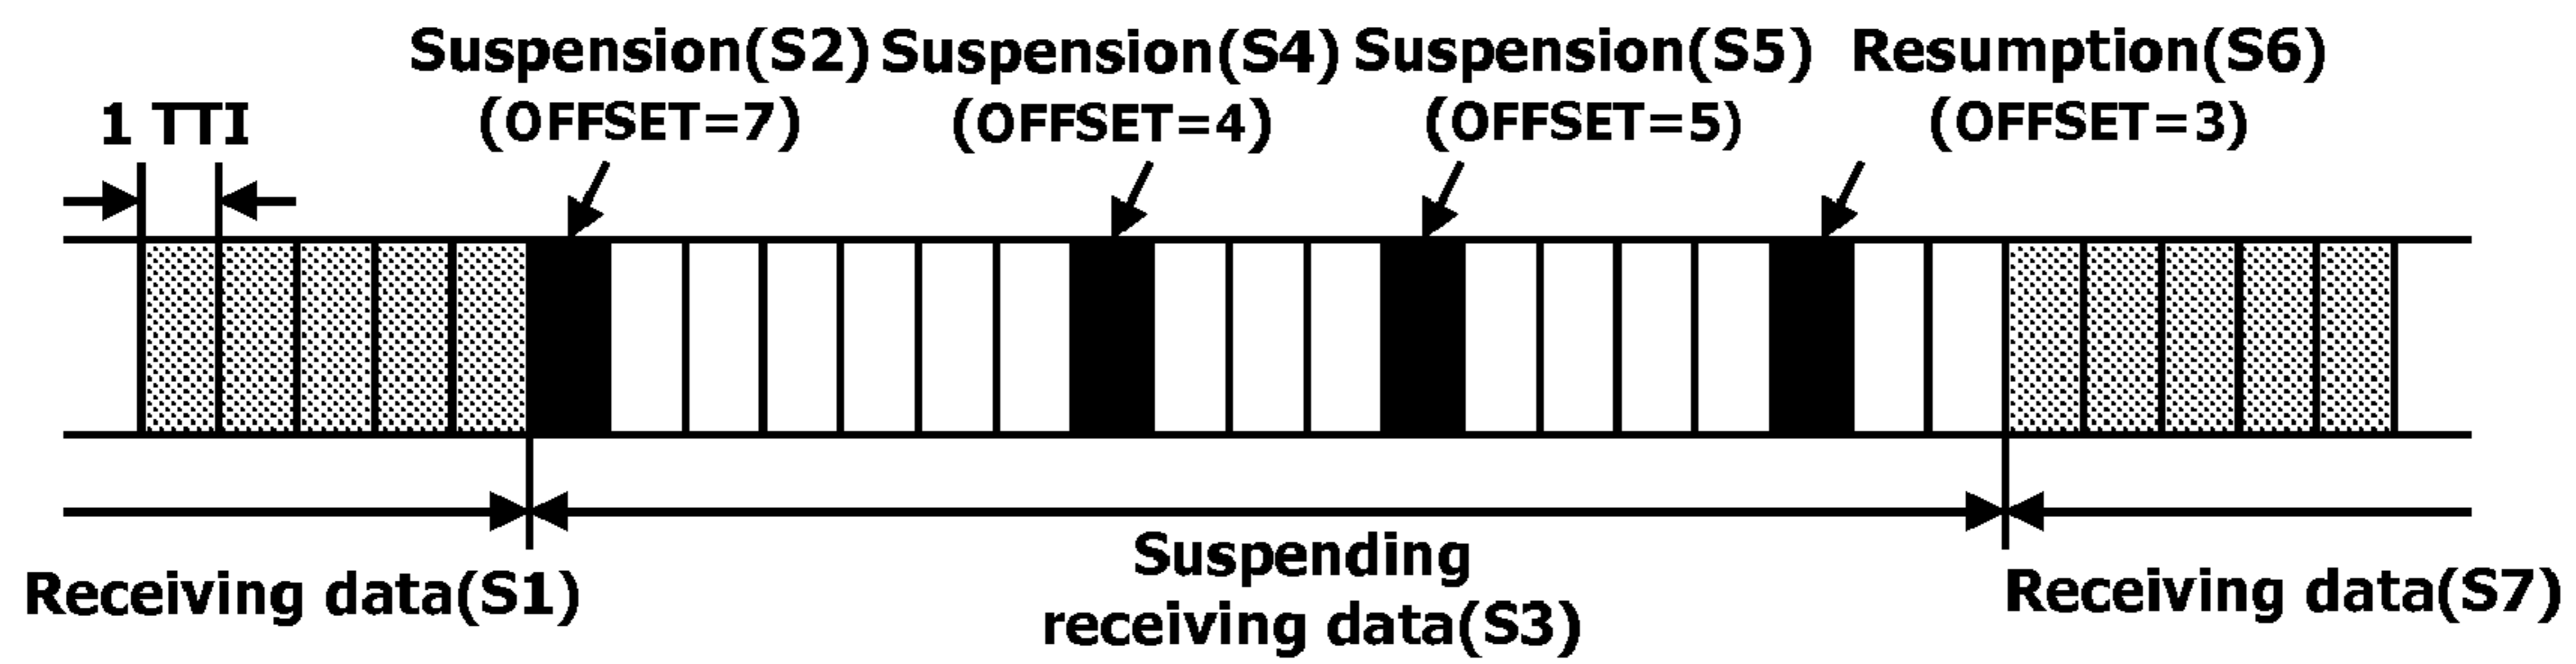 Suspension(S2) Suspension(S4) Suspension(S5) Resumption(S6)
1 TTI (OFFSET=7) (OFFSET=4) (OFFSET=5) (OFFSET=3)
Suspending
Receiving data(S1) receiving data(S3) Receiving data(S7)